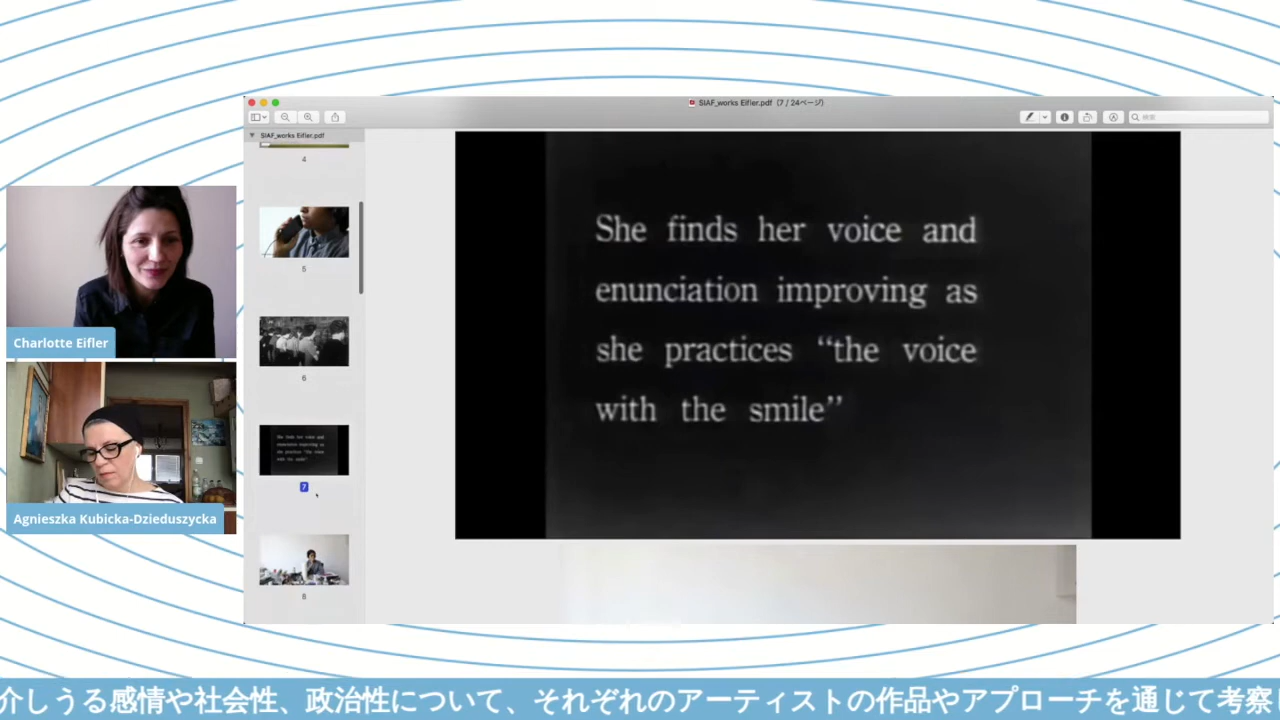 SIAF_works Eifler.pdf（7 / 24ページ）
検索
SIAF_works Eifler.pdf
4
5
6
7
8
She finds her voice and
enunciation improving as
she practices “the voice
with the smile”
Charlotte Eifler
Agnieszka Kubicka-Dzieduszycka
介しうる感情や社会性、政治性について、それぞれのアーティストの作品やアプローチを通じて考察